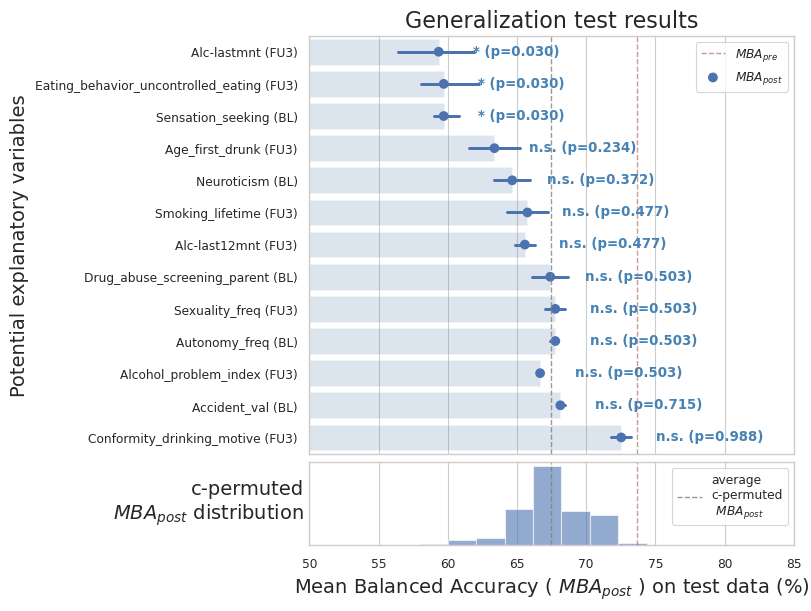 Generalization test results
Potential explanatory variables
Alc-lastmnt (FU3) * (p=0.030)
Eating_behavior_uncontrolled_eating (FU3) * (p=0.030)
Sensation_seeking (BL) * (p=0.030)
Age_first_drunk (FU3) n.s. (p=0.234)
Neuroticism (BL) n.s. (p=0.372)
Smoking_lifetime (FU3) n.s. (p=0.477)
Alc-last12mnt (FU3) n.s. (p=0.477)
Drug_abuse_screening_parent (BL) n.s. (p=0.503)
Sexuality_freq (FU3) n.s. (p=0.503)
Autonomy_freq (BL) n.s. (p=0.503)
Alcohol_problem_index (FU3) n.s. (p=0.503)
Accident_val (BL) n.s. (p=0.715)
Conformity_drinking_motive (FU3) n.s. (p=0.988)
MBA_pre
MBA_post
c-permuted
MBA_post distribution
average
c-permuted
MBA_post
50 55 60 65 70 75 80 85
Mean Balanced Accuracy ( MBA_post ) on test data (%)